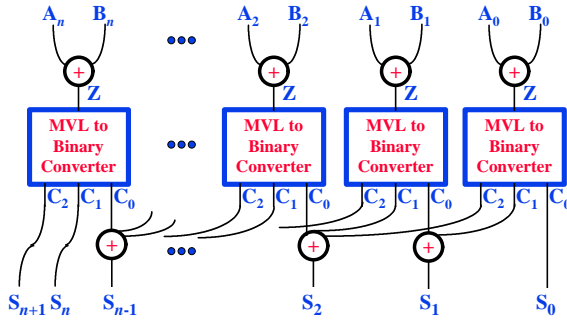 Aₙ Bₙ ••• A₂ B₂ A₁ B₁ A₀ B₀
+ + + +
Z Z Z Z
MVL to MVL to MVL to MVL to
Binary ••• Binary Binary Binary
Converter Converter Converter Converter
C₂ C₁ C₀ C₂ C₁ C₀ C₂ C₁ C₀ C₂ C₁ C₀
+ ••• + +
Sₙ₊₁ Sₙ Sₙ₋₁ S₂ S₁ S₀